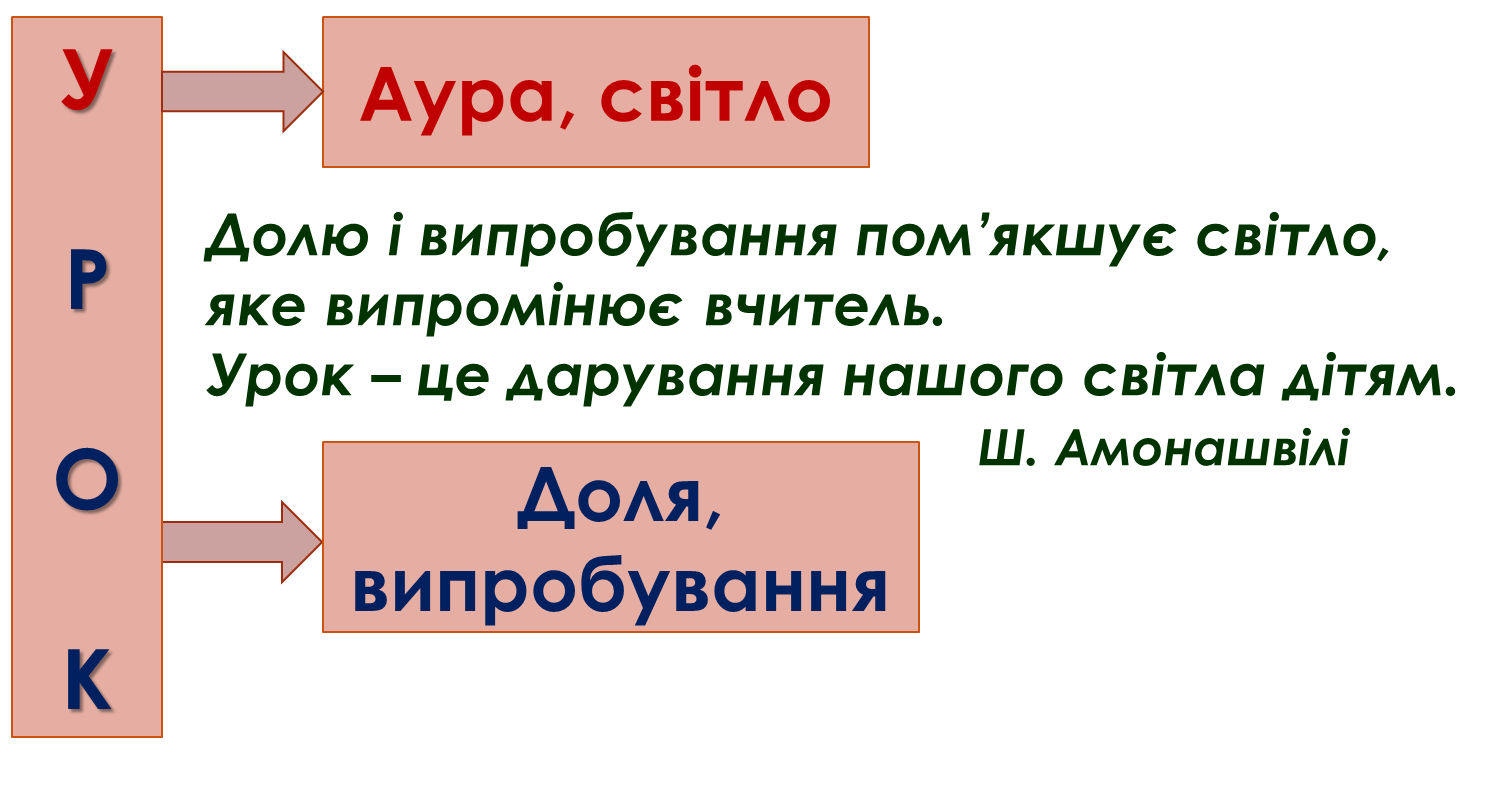 У
Р
О
К
Аура, світло
Долю і випробування пом’якшує світло,
яке випромінює вчитель.
Урок – це дарування нашого світла дітям.
Ш. Амонашвілі
Доля,
випробування